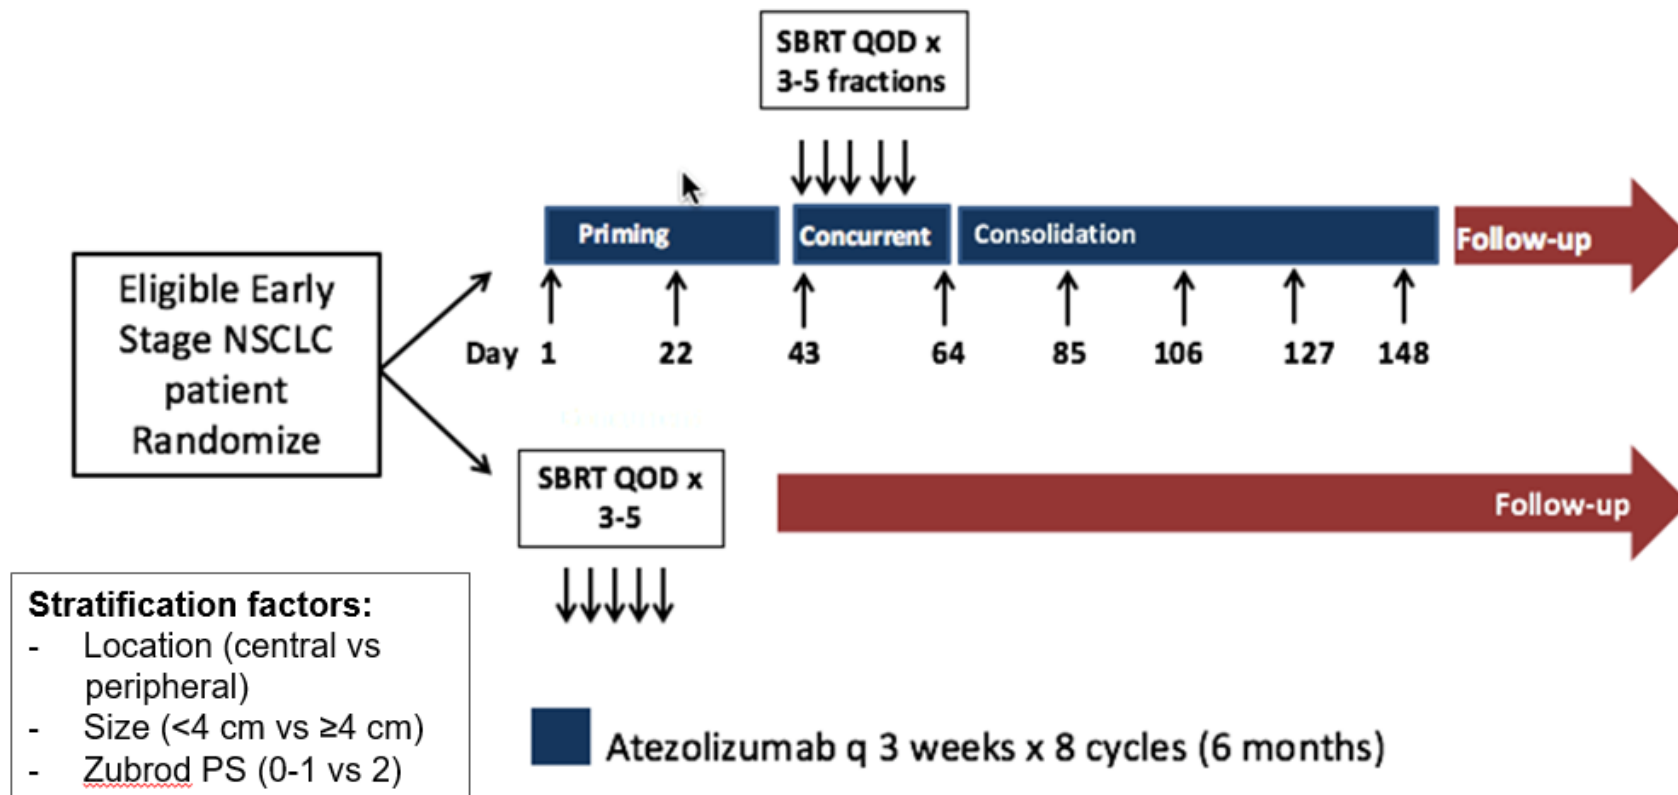 SBRT QOD x
3-5 fractions
Priming
Concurrent
Consolidation
Follow-up
Eligible Early
Stage NSCLC
patient
Randomize
Day 1 22 43 64 85 106 127 148
SBRT QOD x
3-5
Follow-up
Stratification factors:
- Location (central vs
peripheral)
- Size (<4 cm vs ≥4 cm)
- Zubrod PS (0-1 vs 2)
Atezolizumab q 3 weeks x 8 cycles (6 months)